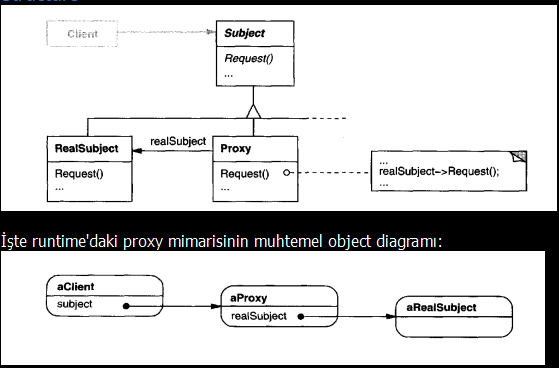 Client
Subject
Request()
...
RealSubject
realSubject
Proxy
Request()
...
Request()
...
...
realSubject->Request();
...
İşte runtime'daki proxy mimarisinin muhtemel object diagramı:
aClient
subject
aProxy
realSubject
aRealSubject